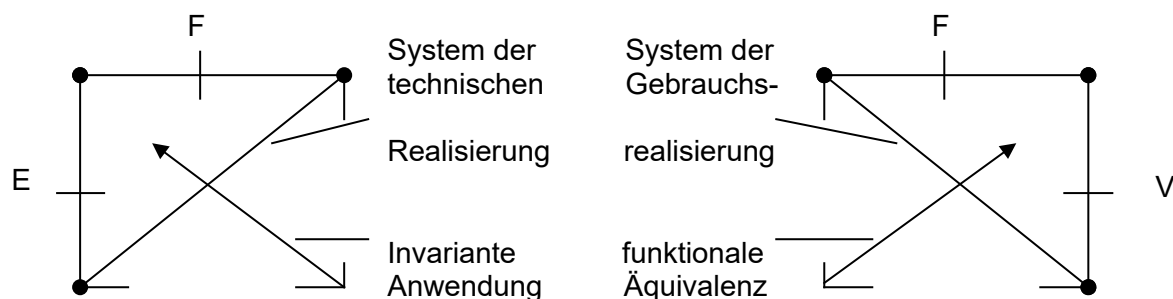 F
F
System der
technischen
System der
Gebrauchs-
Realisierung
realisierung
E
V
Invariante
Anwendung
funktionale
Äquivalenz